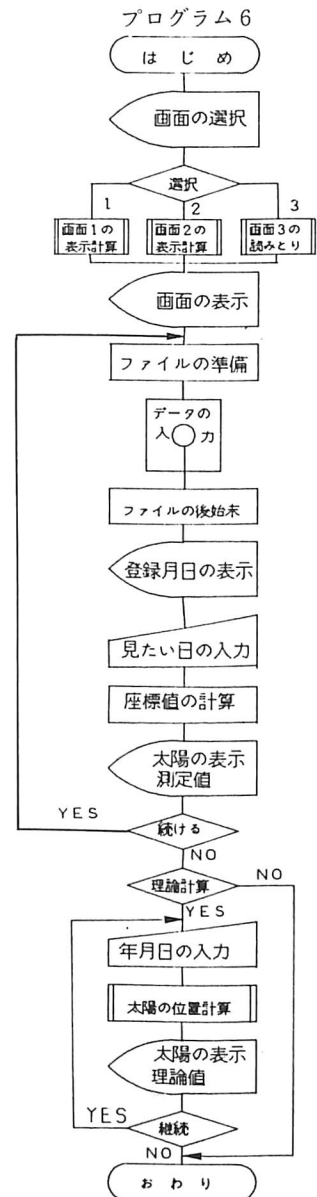 プログラム6
はじめ
画面の選択
選択
1
2
3
画面1の
表示計算
画面2の
表示計算
画面3の
読みとり
画面の表示
ファイルの準備
データの
入力
ファイルの後始末
登録月日の表示
見たい日の入力
座標値の計算
太陽の表示
測定値
YES
続ける
NO
理論計算
NO
YES
年月日の入力
太陽の位置計算
太陽の表示
理論値
YES
継続
NO
おわり